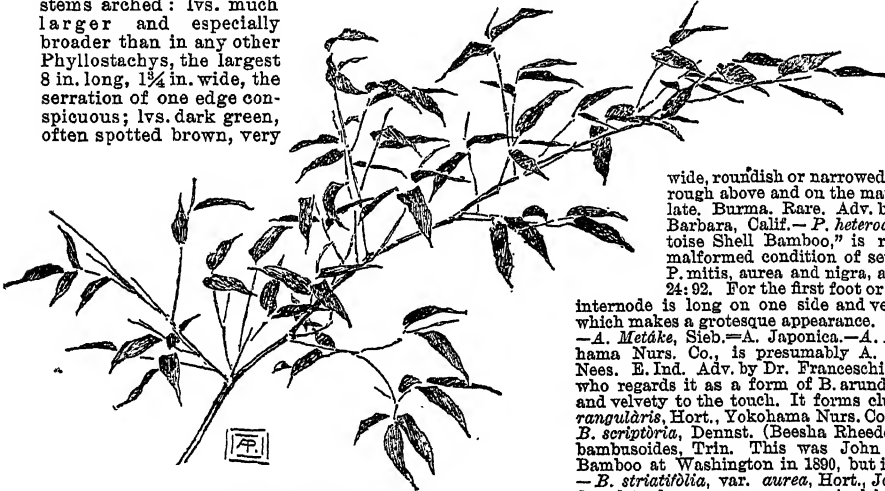 stems arched: lvs. much
larger and especially
broader than in any other
Phyllostachys, the largest
8 in. long, 1¾ in. wide, the
serration of one edge con-
spicuous; lvs. dark green,
often spotted brown, very
wide, roundish or narrowed
rough above and on the ma
late. Burma. Rare. Adv. b
Barbara, Calif.—P. heteroc
toise Shell Bamboo," is r
malformed condition of se
P. mitis, aurea and nigra, a
24:92. For the first foot or
internode is long on one side and ve
which makes a grotesque appearance.
—A. Metáke, Sieb.=A. Japonica.—A.
hama Nurs. Co., is presumably A.
Nees. E. Ind. Adv. by Dr. Franceschi
who regards it as a form of B. arund
and velvety to the touch. It forms clu
rangulàris, Hort., Yokohama Nurs. Co
B. scriptòria, Dennst. (Beesha Rheed
bambusoides, Trin. This was John
Bamboo at Washington in 1890, but i
—B. striatifòlia, var. aurea, Hort., J